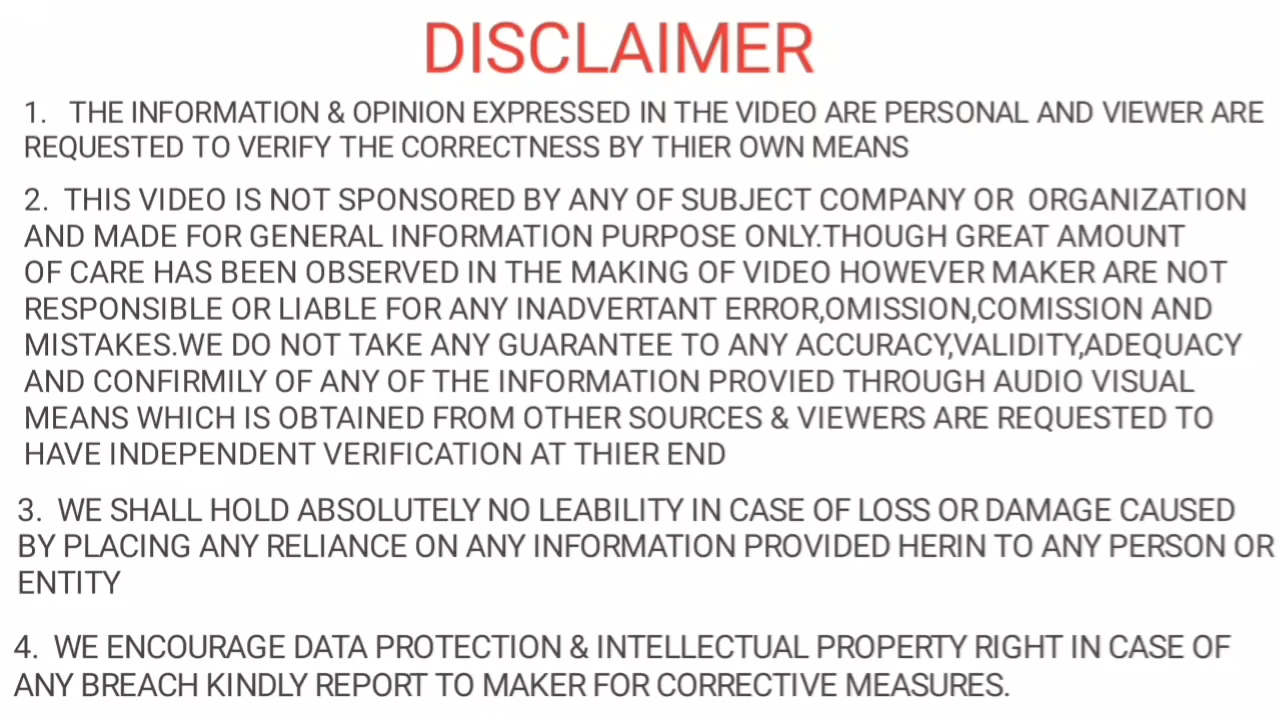 DISCLAIMER
1. THE INFORMATION & OPINION EXPRESSED IN THE VIDEO ARE PERSONAL AND VIEWER ARE
REQUESTED TO VERIFY THE CORRECTNESS BY THIER OWN MEANS
2. THIS VIDEO IS NOT SPONSORED BY ANY OF SUBJECT COMPANY OR ORGANIZATION
AND MADE FOR GENERAL INFORMATION PURPOSE ONLY.THOUGH GREAT AMOUNT
OF CARE HAS BEEN OBSERVED IN THE MAKING OF VIDEO HOWEVER MAKER ARE NOT
RESPONSIBLE OR LIABLE FOR ANY INADVERTANT ERROR,OMISSION,COMISSION AND
MISTAKES.WE DO NOT TAKE ANY GUARANTEE TO ANY ACCURACY,VALIDITY,ADEQUACY
AND CONFIRMILY OF ANY OF THE INFORMATION PROVIED THROUGH AUDIO VISUAL
MEANS WHICH IS OBTAINED FROM OTHER SOURCES & VIEWERS ARE REQUESTED TO
HAVE INDEPENDENT VERIFICATION AT THIER END
3. WE SHALL HOLD ABSOLUTELY NO LEABILITY IN CASE OF LOSS OR DAMAGE CAUSED
BY PLACING ANY RELIANCE ON ANY INFORMATION PROVIDED HERIN TO ANY PERSON OR
ENTITY
4. WE ENCOURAGE DATA PROTECTION & INTELLECTUAL PROPERTY RIGHT IN CASE OF
ANY BREACH KINDLY REPORT TO MAKER FOR CORRECTIVE MEASURES.